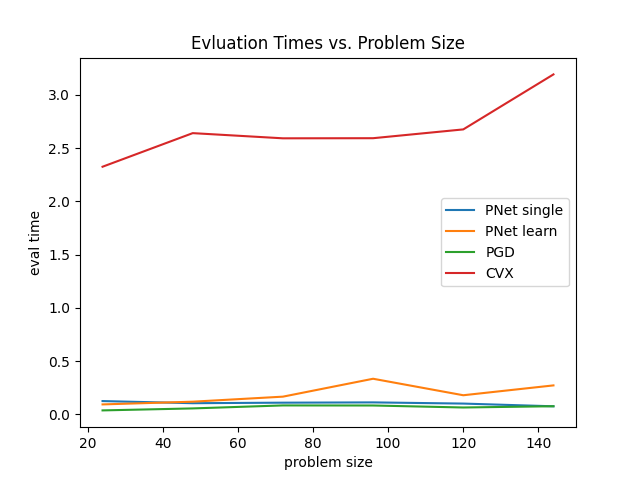 Evluation Times vs. Problem Size
eval time
3.0
2.5
2.0
1.5
1.0
0.5
0.0
PNet single
PNet learn
PGD
CVX
20 40 60 80 100 120 140
problem size